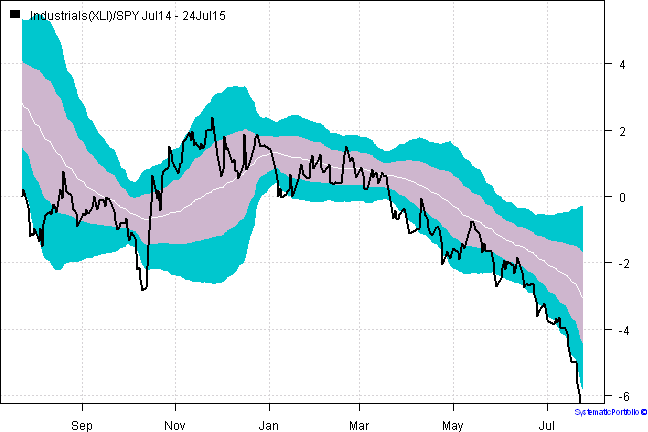 Industrials(XLI)/SPY Jul14 - 24Jul15
4
2
0
-2
-4
-6
Sep
Nov
Jan
Mar
May
Jul
SystematicPortfolio ©